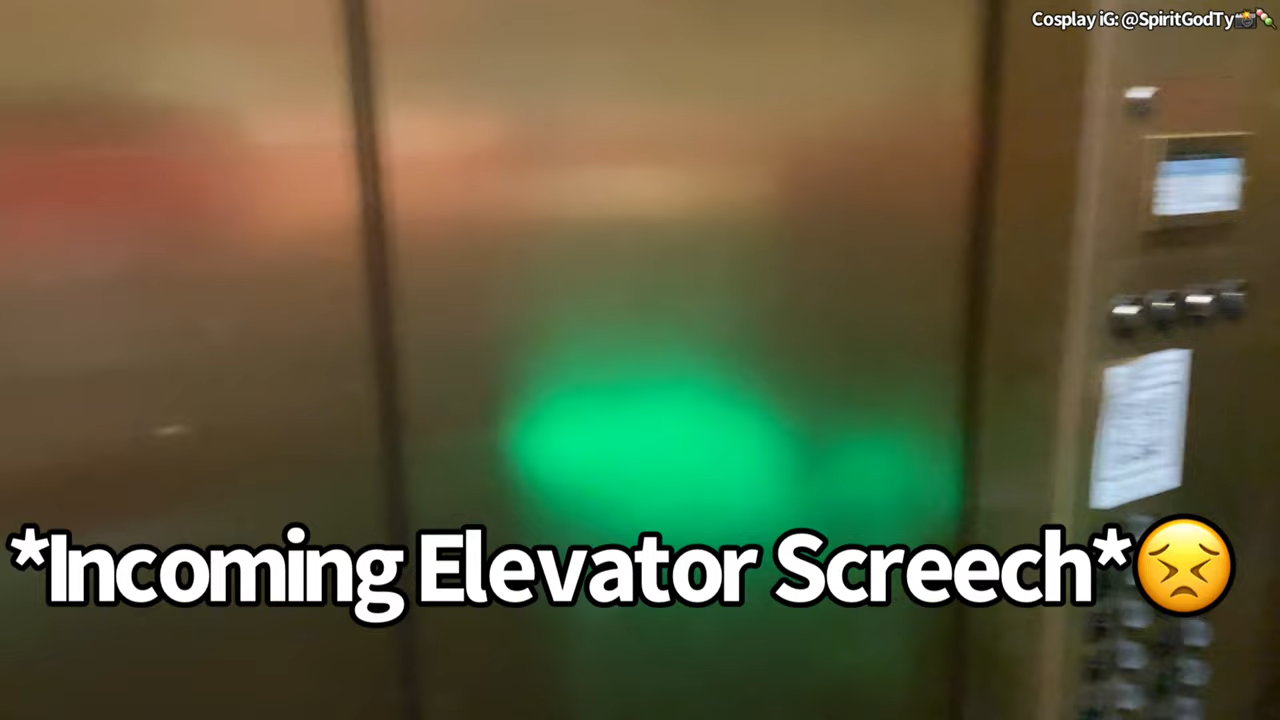 Cosplay iG: @SpiritGodTy📸🍡
*Incoming Elevator Screech*😣